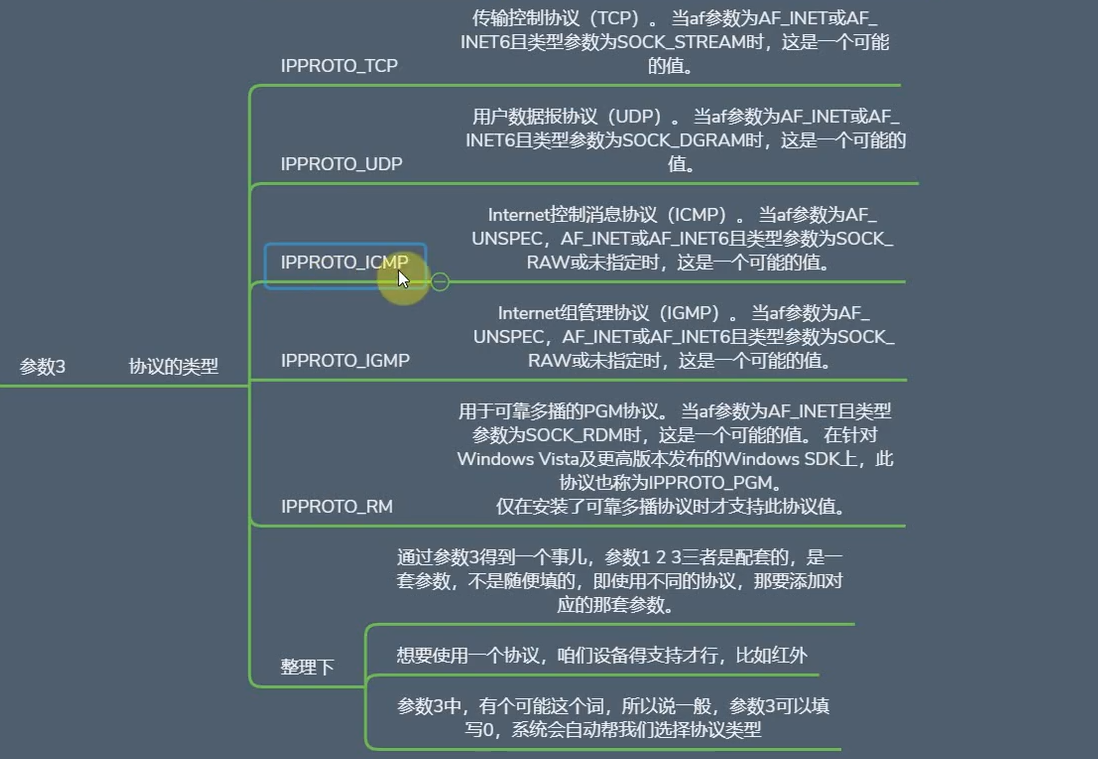 参数3
协议的类型
IPPROTO_TCP
传输控制协议（TCP）。 当af参数为AF_INET或AF_
INET6且类型参数为SOCK_STREAM时，这是一个可能
的值。
IPPROTO_UDP
用户数据报协议（UDP）。 当af参数为AF_INET或AF_
INET6且类型参数为SOCK_DGRAM时，这是一个可能的
值。
IPPROTO_ICMP
Internet控制消息协议（ICMP）。 当af参数为AF_
UNSPEC，AF_INET或AF_INET6且类型参数为SOCK_
RAW或未指定时，这是一个可能的值。
IPPROTO_IGMP
Internet组管理协议（IGMP）。 当af参数为AF_
UNSPEC，AF_INET或AF_INET6且类型参数为SOCK_
RAW或未指定时，这是一个可能的值。
IPPROTO_RM
用于可靠多播的PGM协议。 当af参数为AF_INET且类型
参数为SOCK_RDM时，这是一个可能的值。 在针对
Windows Vista及更高版本发布的Windows SDK上，此
协议也称为IPPROTO_PGM。
仅在安装了可靠多播协议时才支持此协议值。
整理下
通过参数3得到一个事儿，参数1 2 3三者是配套的，是一
套参数，不是随便填的，即使用不同的协议，那要添加对
应的那套参数。
想要使用一个协议，咱们设备得支持才行，比如红外
参数3中，有个可能这个词，所以说一般，参数3可以填
写0，系统会自动帮我们选择协议类型